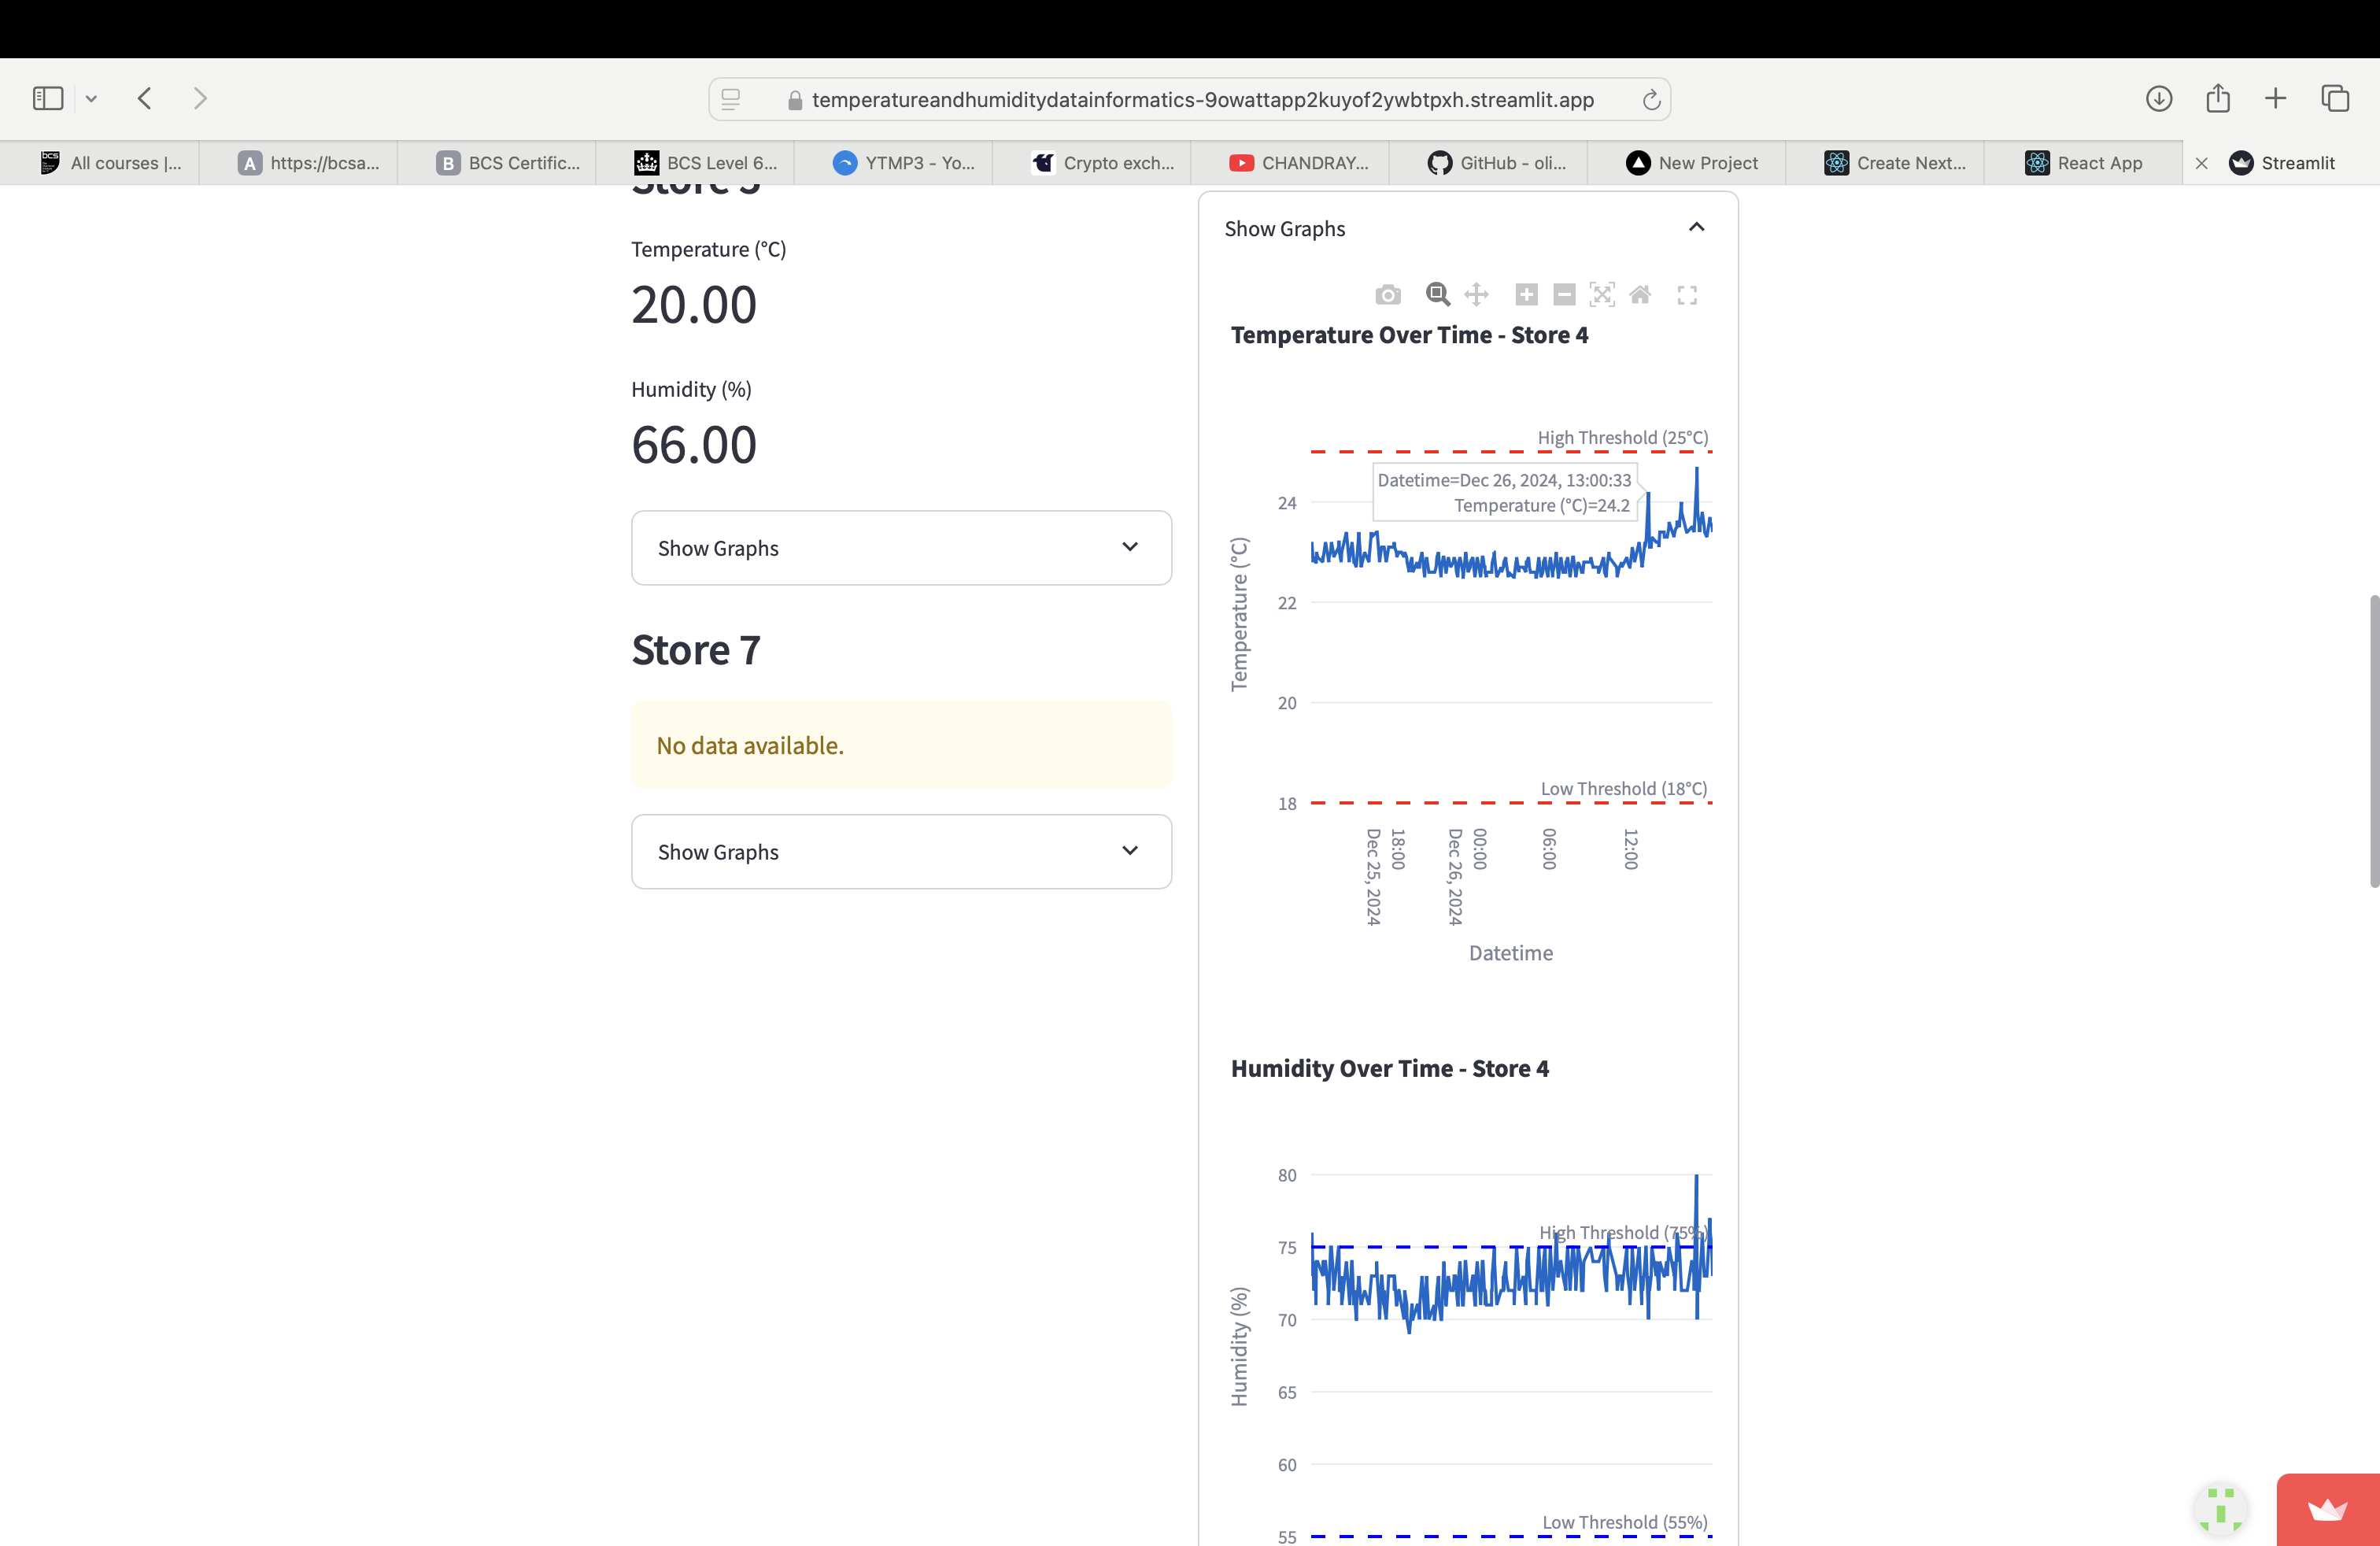 temperatureandhumiditydatainformatics-9owattapp2kuyof2ywbtpxh.streamlit.app
All courses |...
A
https://bcsa...
B
BCS Certific...
BCS Level 6...
YTMP3 - Yo...
Crypto exch...
CHANDRAY...
GitHub - oli...
New Project
Create Next...
React App
Streamlit
Temperature (°C)
20.00
Humidity (%)
66.00
Show Graphs
Store 7
No data available.
Show Graphs
Show Graphs
Temperature Over Time - Store 4
High Threshold (25°C)
Datetime=Dec 26, 2024, 13:00:33
Temperature (°C)=24.2
24
22
20
18
Temperature (°C)
Low Threshold (18°C)
18:00
Dec 25, 2024
00:00
Dec 26, 2024
06:00
12:00
Datetime
Humidity Over Time - Store 4
80
High Threshold (75%)
75
70
65
60
Humidity (%)
Low Threshold (55%)
55